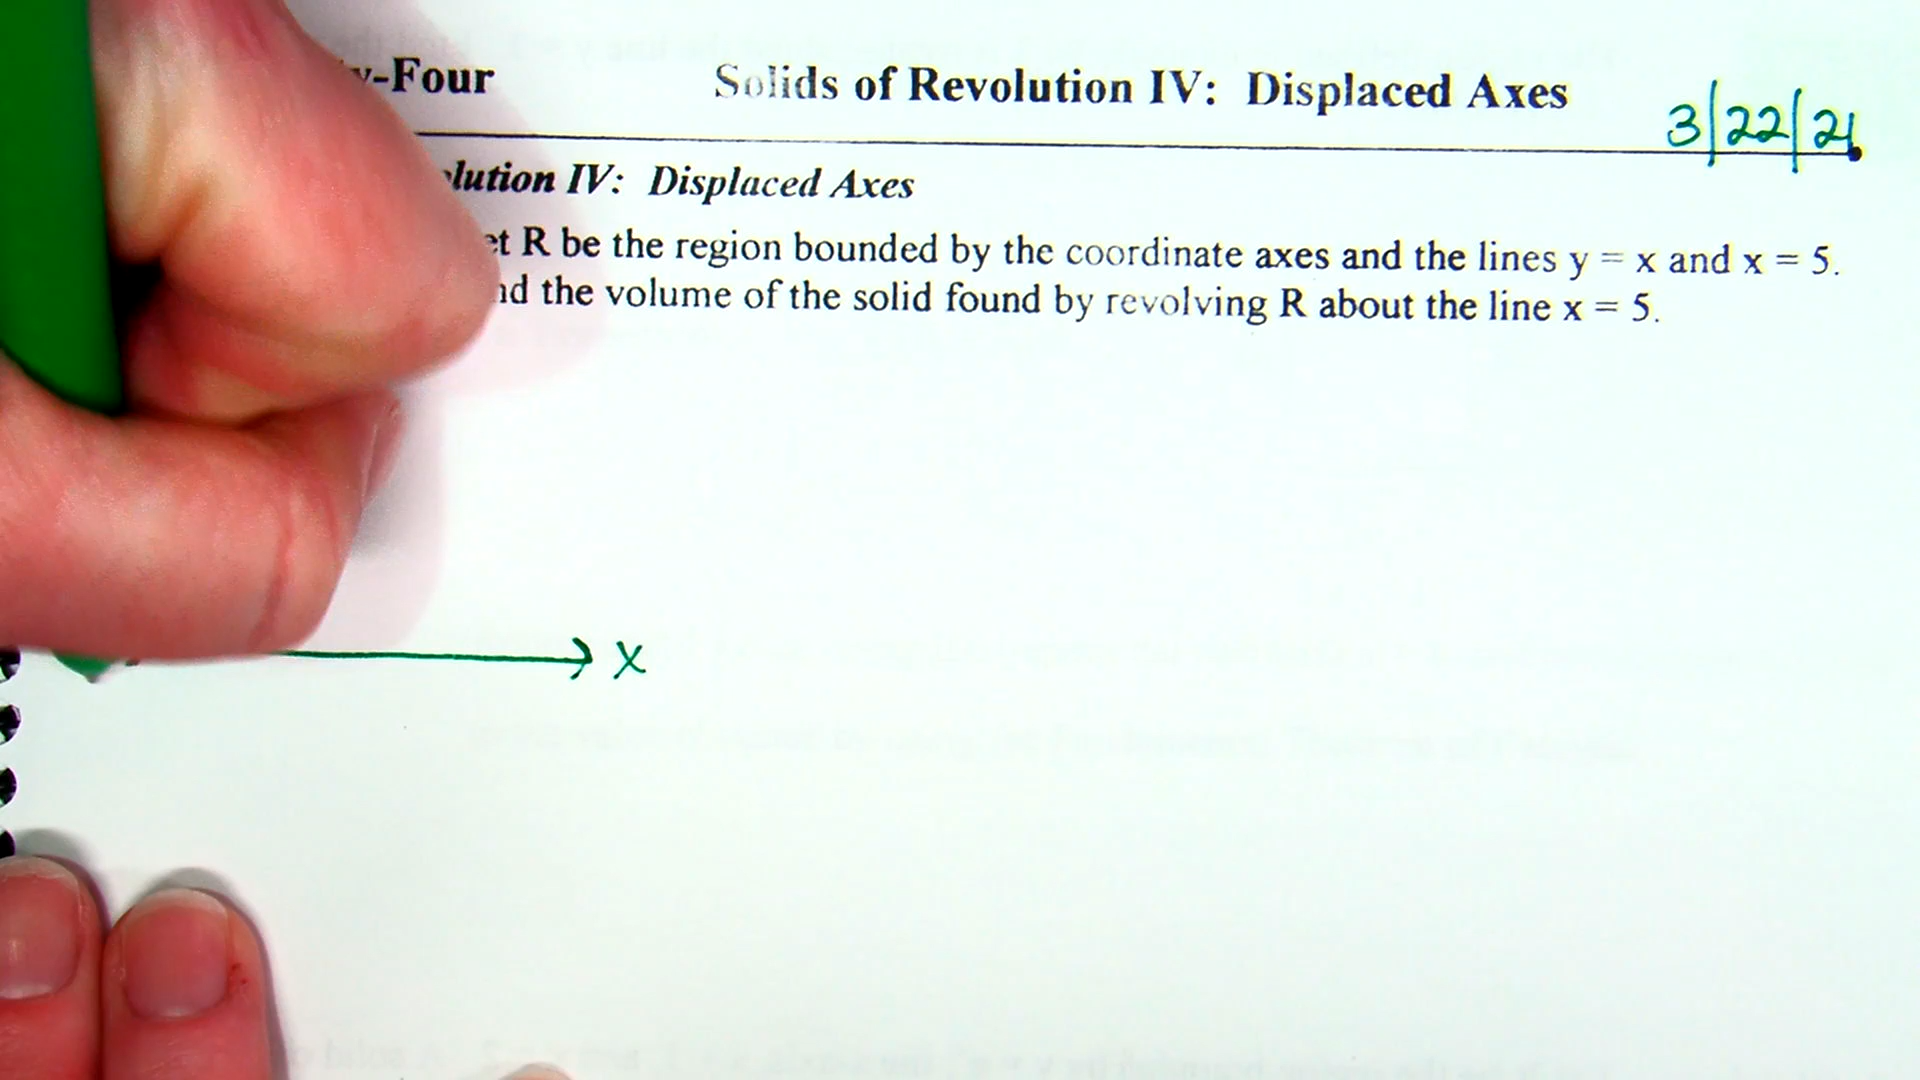 -Four Solids of Revolution IV: Displaced Axes 3/22/21
lution IV: Displaced Axes
R be the region bounded by the coordinate axes and the lines y = x and x = 5.
the volume of the solid found by revolving R about the line x = 5.
x